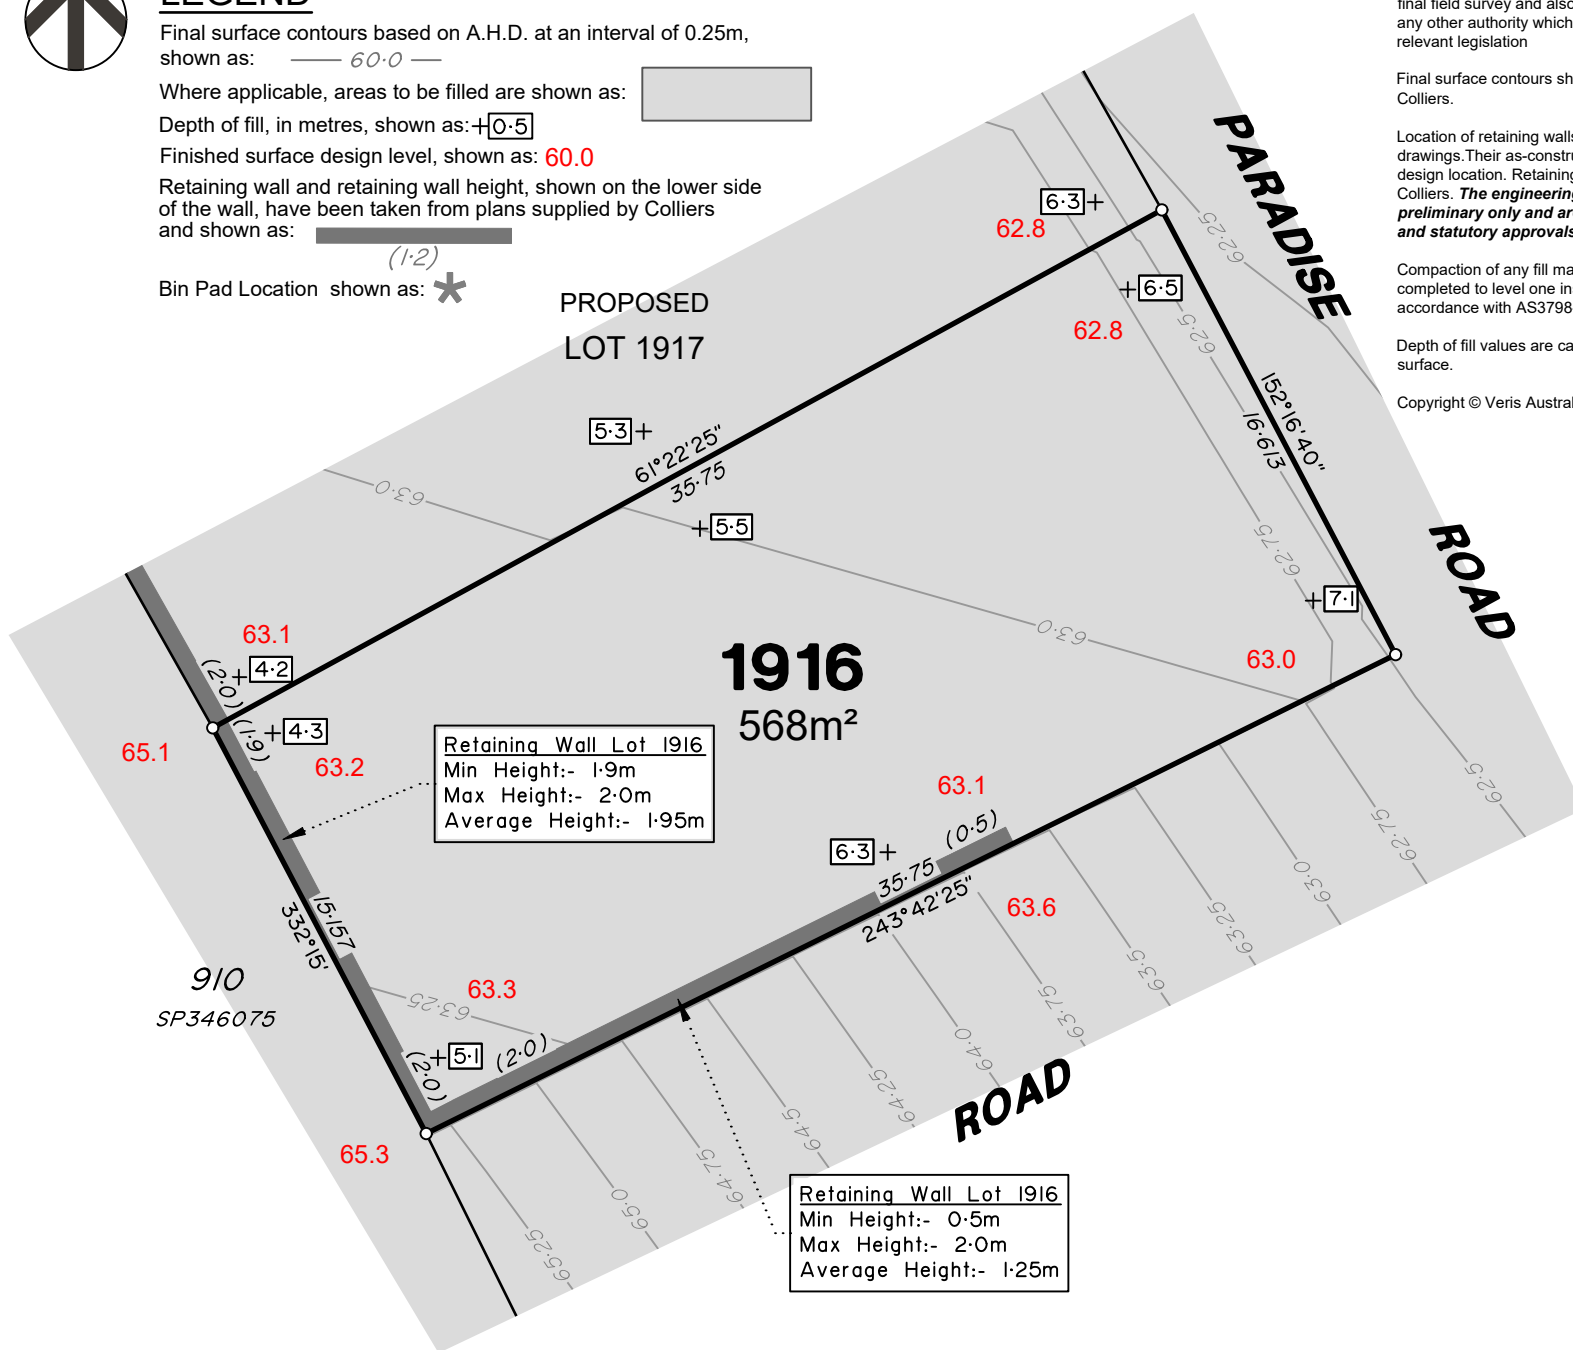 LEGEND
Final surface contours based on A.H.D. at an interval of 0.25m,
shown as: 60·0
Where applicable, areas to be filled are shown as:
Depth of fill, in metres, shown as: +0·5
Finished surface design level, shown as: 60.0
Retaining wall and retaining wall height, shown on the lower side
of the wall, have been taken from plans supplied by Colliers
and shown as:
(1·2)
Bin Pad Location shown as:
final field survey and also
any other authority which
relevant legislation
Final surface contours sh
Colliers.
Location of retaining walls
drawings.Their as-constru
design location. Retaining
Colliers. The engineering
preliminary only and are
and statutory approvals
Compaction of any fill ma
completed to level one in
accordance with AS3798
Depth of fill values are ca
surface.
Copyright © Veris Austral
PARADISE
ROAD
PROPOSED
LOT 1917
6·3
62.8
6·5
62.8
62·25
62·5
152°16'40"
16·613
5·3
61°22'25"
35·75
63·0
5·5
62·75
7·1
63·0
63.0
63.1
4·2
(2·0)
1916
568m²
65.1
(1·9)
4·3
63.2
Retaining Wall Lot 1916
Min Height:- 1·9m
Max Height:- 2·0m
Average Height:- 1·95m
63.1
(0·5)
6·3
35·75
243°42'25"
63.6
15·157
332°15'
910
SP346075
63.3
63·25
5·1
(2·0)
(2·0)
65.3
62·5
62·75
63·0
63·25
63·5
63·75
64·0
64·25
64·5
64·75
65·0
65·25
ROAD
Retaining Wall Lot 1916
Min Height:- 0·5m
Max Height:- 2·0m
Average Height:- 1·25m